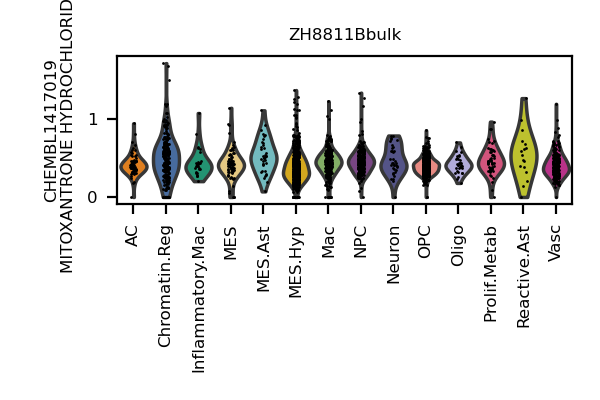 ZH8811Bbulk
CHEMBL1417019
MITOXANTRONE HYDROCHLORID
1
0
AC
Chromatin.Reg
Inflammatory.Mac
MES
MES.Ast
MES.Hyp
Mac
NPC
Neuron
OPC
Oligo
Prolif.Metab
Reactive.Ast
Vasc